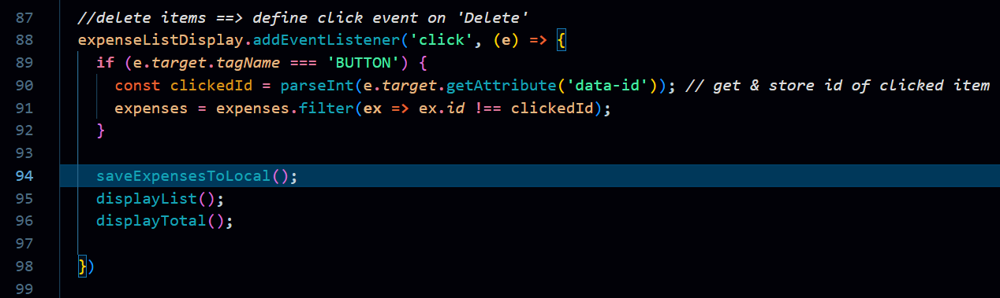 87 //delete items ==> define click event on 'Delete'
88 expenseListDisplay.addEventListener('click', (e) => {
89 if (e.target.tagName === 'BUTTON') {
90 const clickedId = parseInt(e.target.getAttribute('data-id')); // get & store id of clicked item
91 expenses = expenses.filter(ex => ex.id !== clickedId);
92 }
93
94 saveExpensesToLocal();
95 displayList();
96 displayTotal();
97
98 })
99